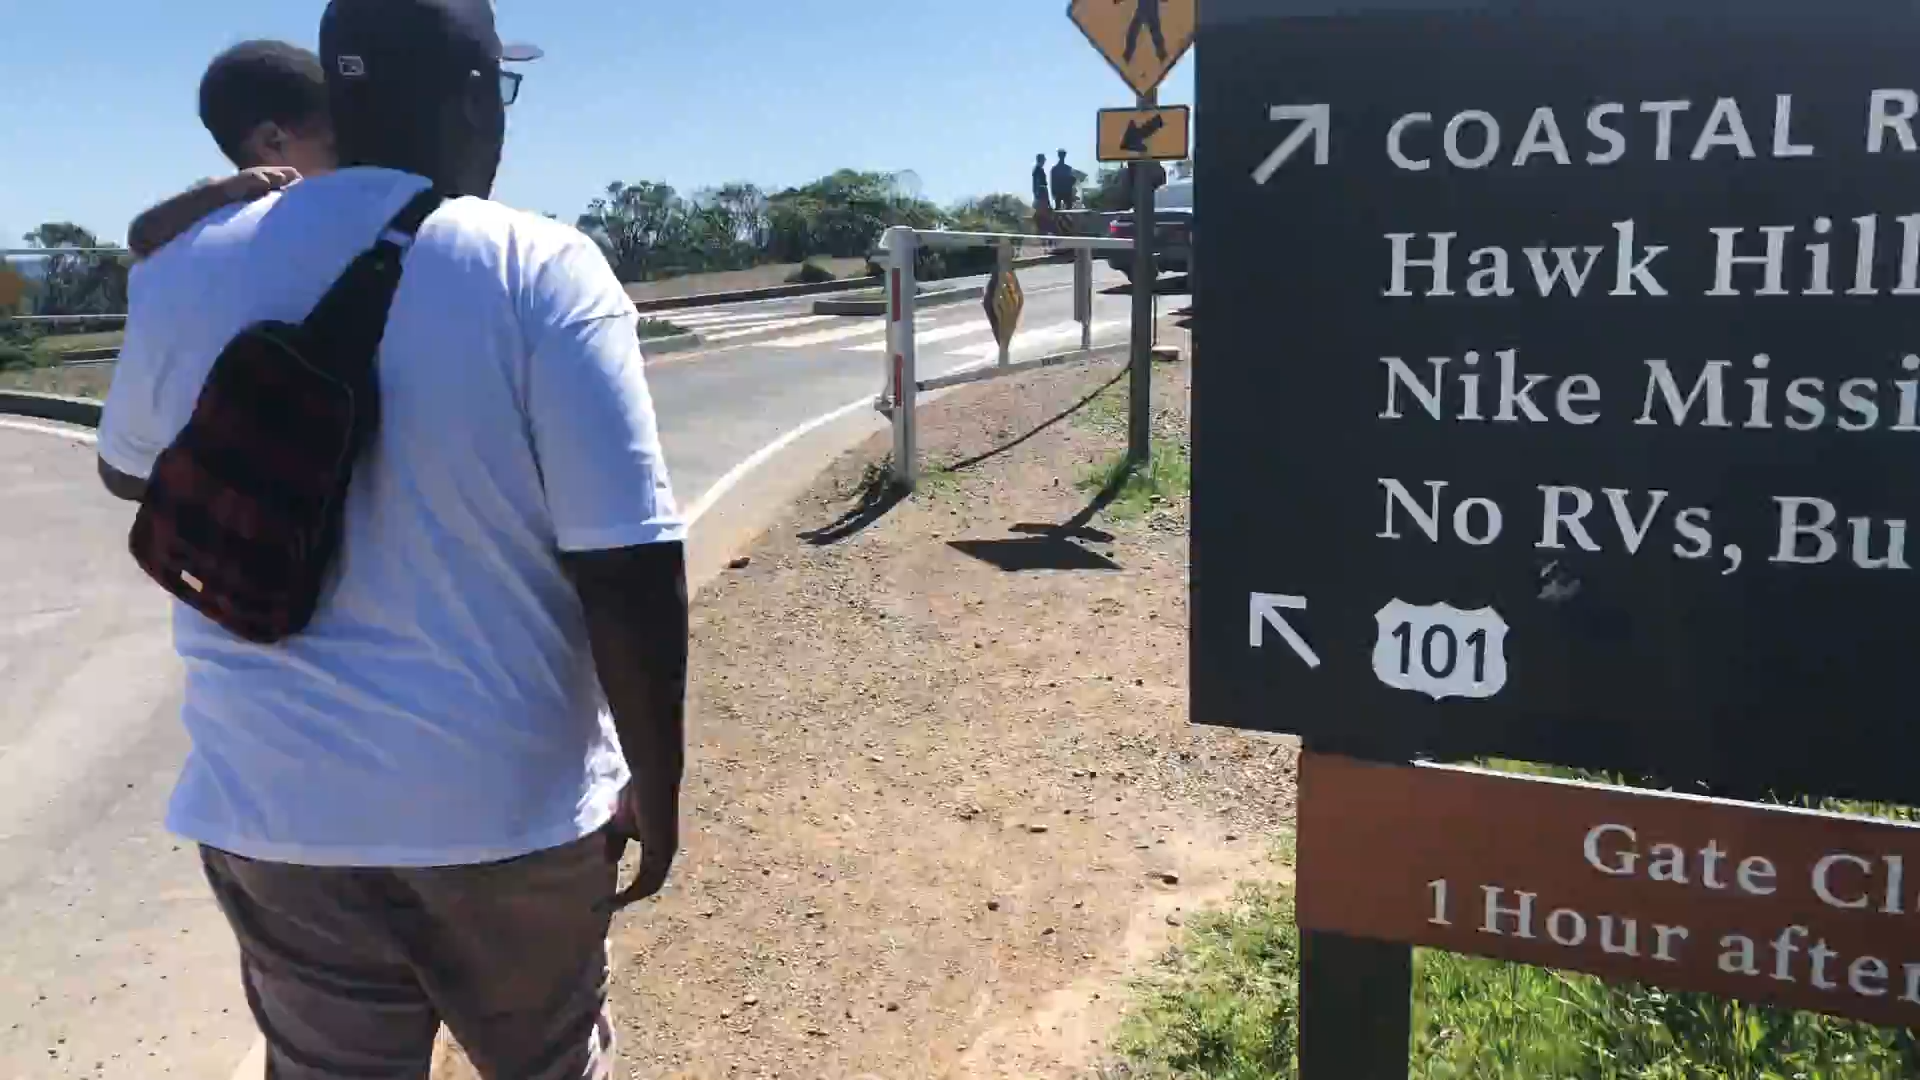 COASTAL R
Hawk Hill
Nike Missi
No RVs, Bu
101
Gate Cl
1 Hour after